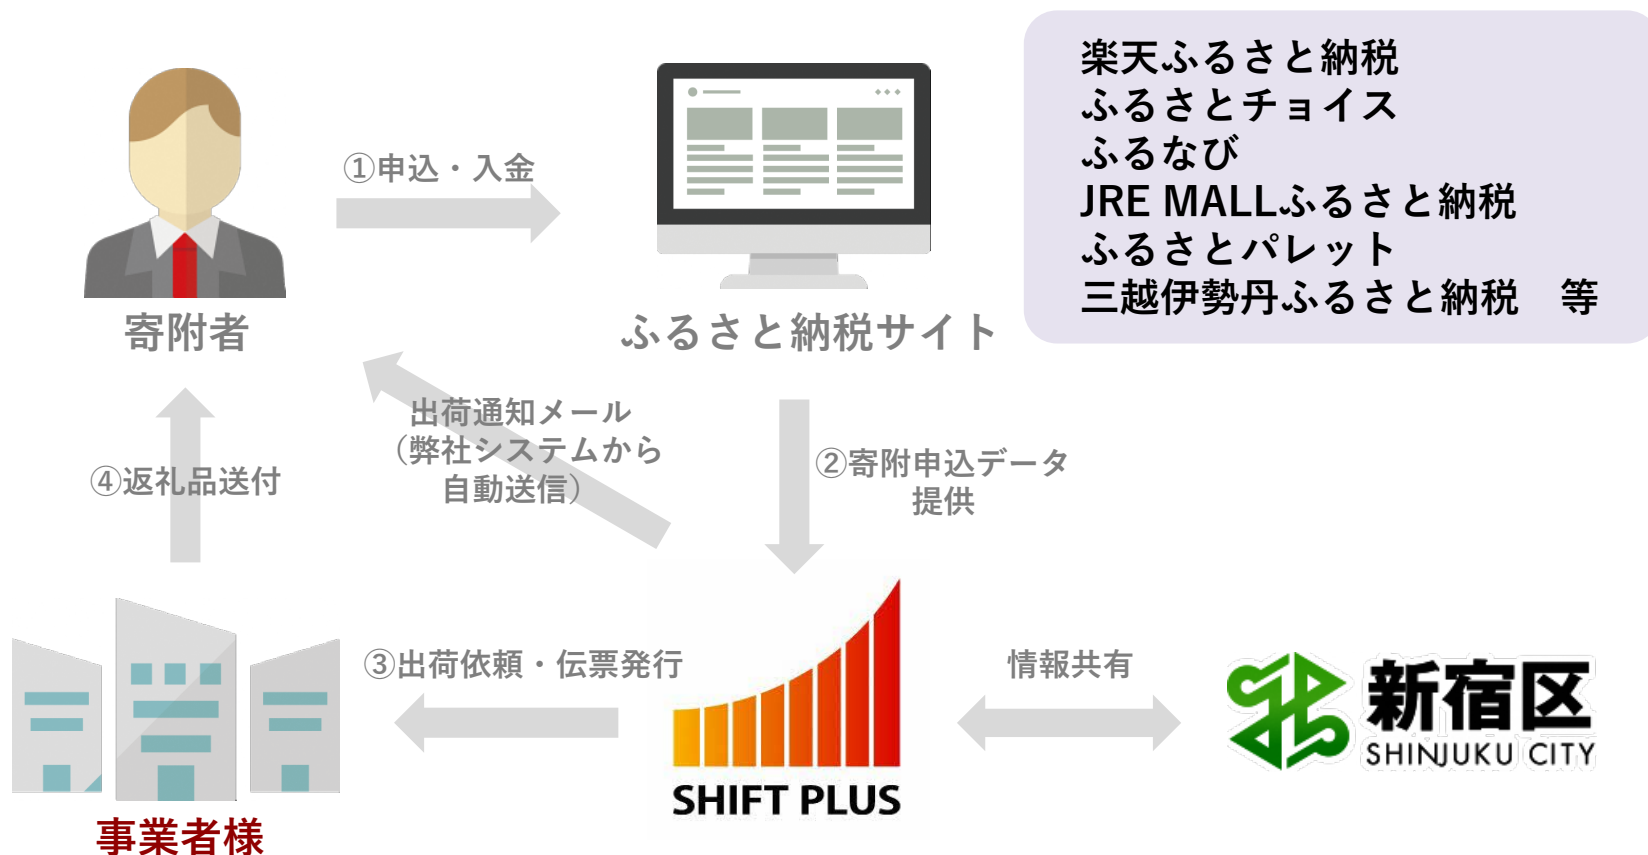 楽天ふるさと納税
ふるさとチョイス
ふるなび
JRE MALLふるさと納税
ふるさとパレット
三越伊勢丹ふるさと納税　等
①申込・入金
寄附者
ふるさと納税サイト
出荷通知メール
（弊社システムから
自動送信）
②寄附申込データ
提供
④返礼品送付
③出荷依頼・伝票発行
情報共有
新宿区
SHINJUKU CITY
SHIFT PLUS
事業者様